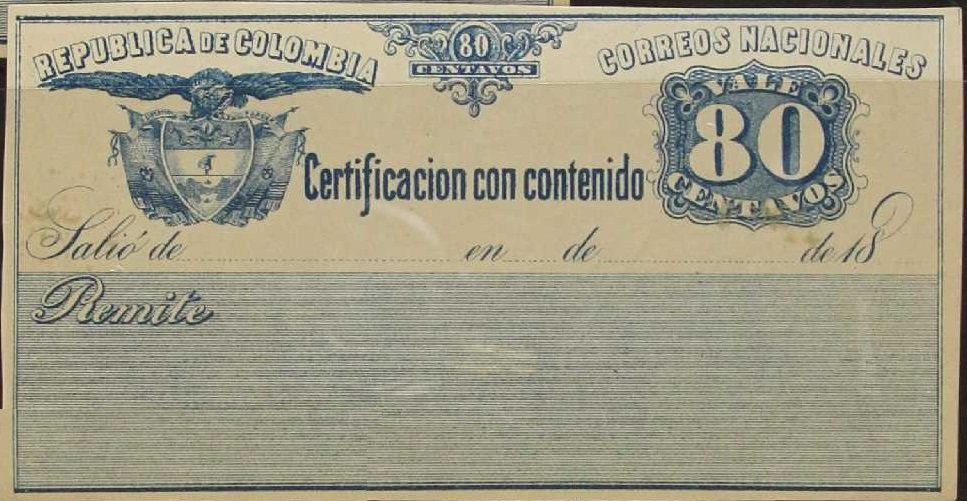 REPUBLICA DE COLOMBIA
80
CENTAVOS
CORREOS NACIONALES
VALE
80
CENTAVOS
Certificacion con contenido
Salió de en de de 18
Remite